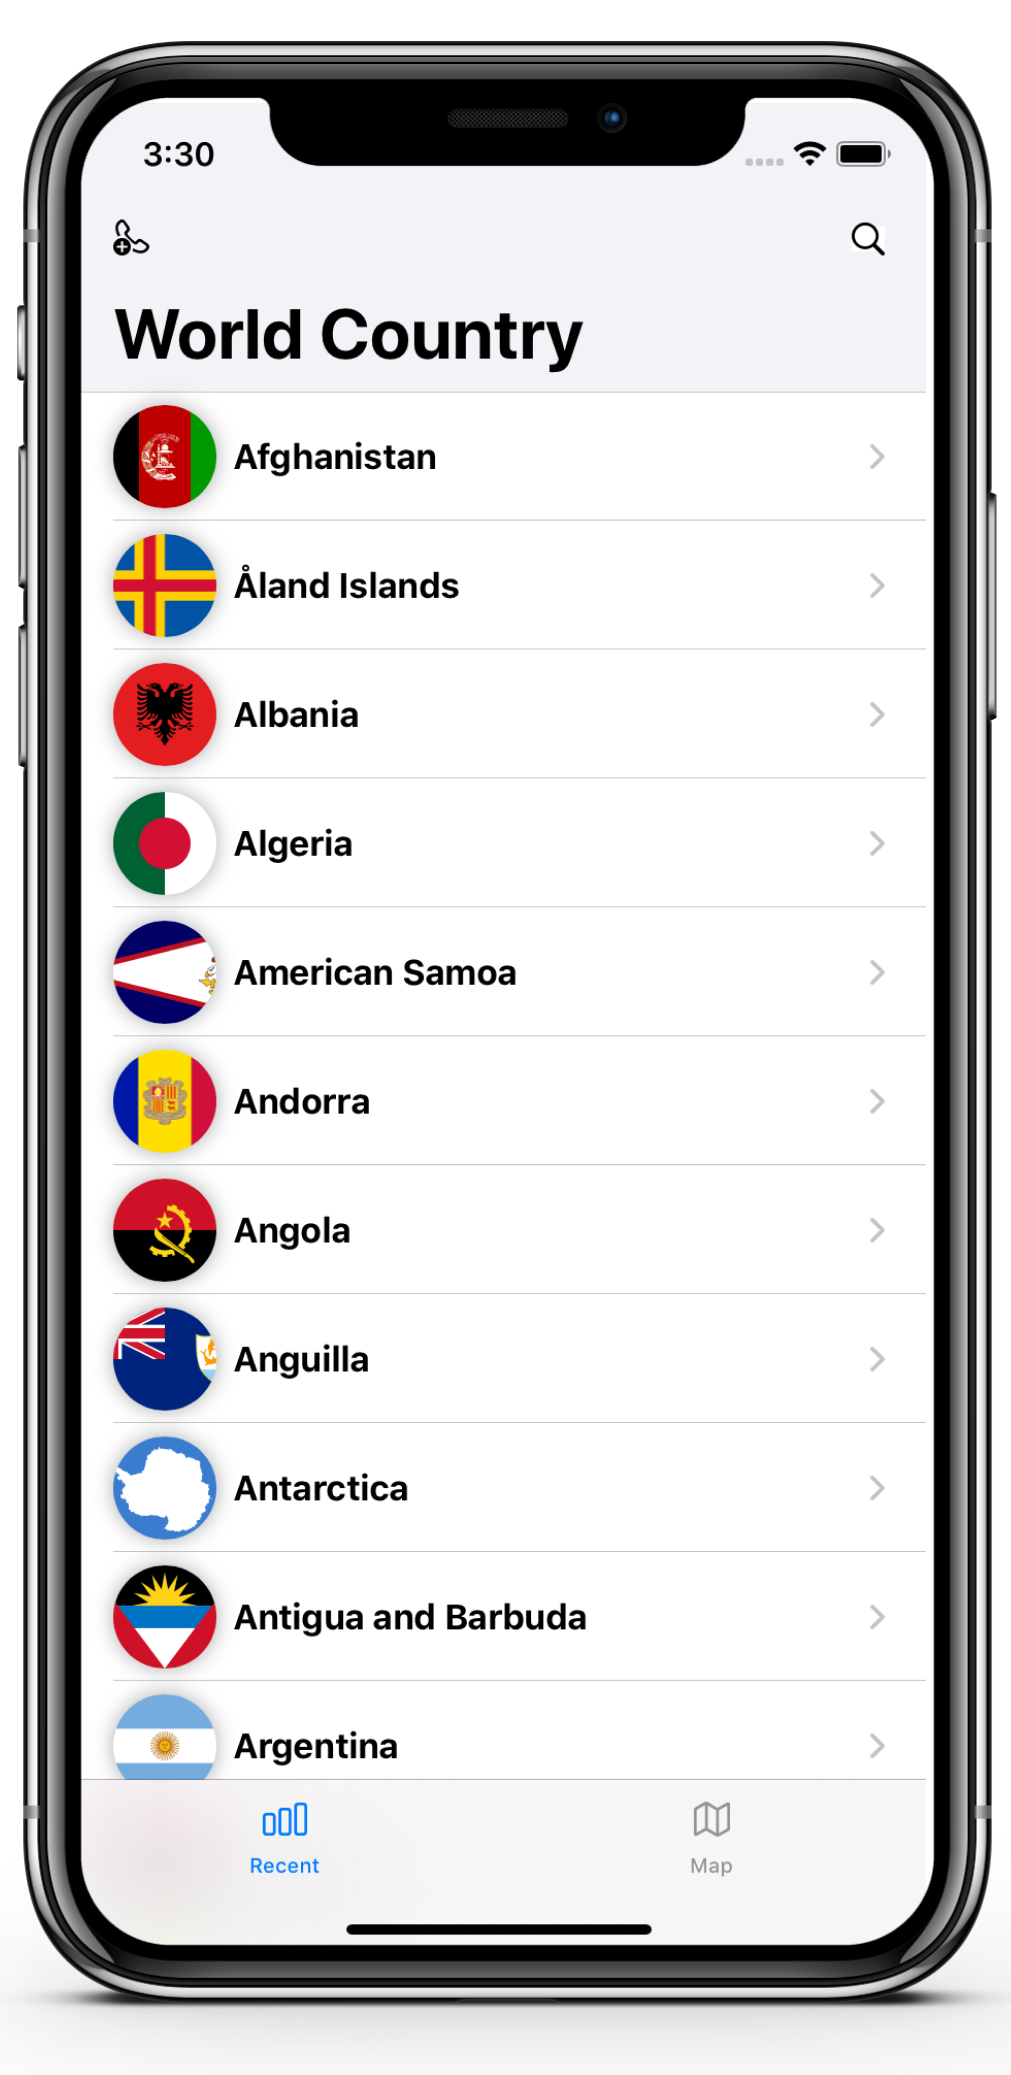 3:30
World Country
Afghanistan
Åland Islands
Albania
Algeria
American Samoa
Andorra
Angola
Anguilla
Antarctica
Antigua and Barbuda
Argentina
Recent
Map